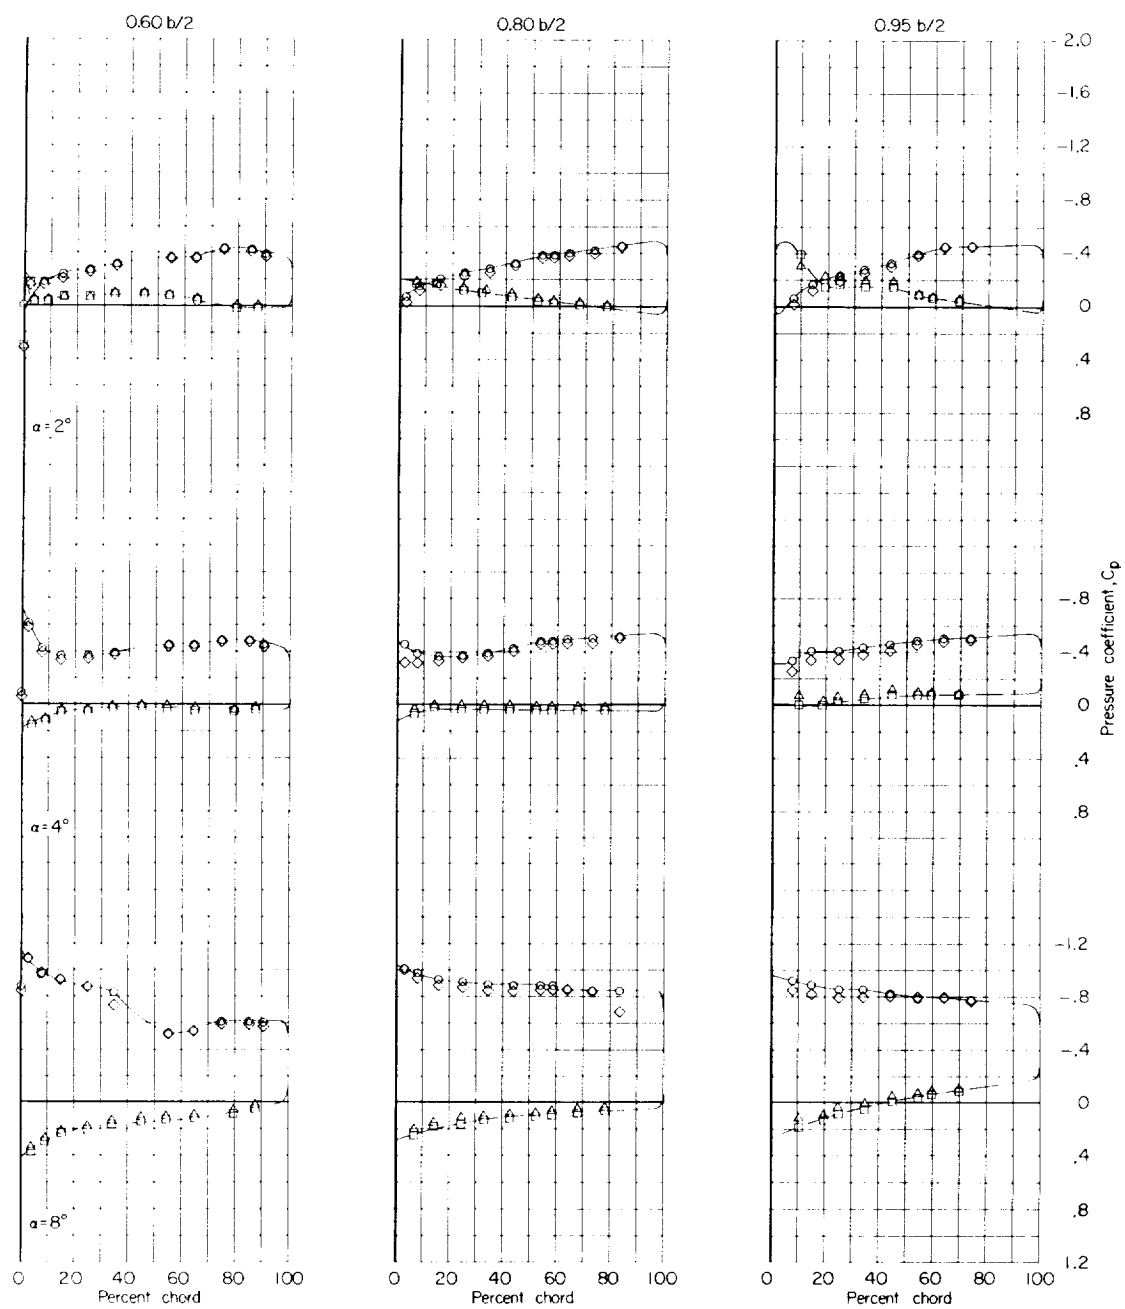 0.60 b/2
0.80 b/2
0.95 b/2
-2.0
-1.6
-1.2
-.8
-.4
0
.4
.8
α=2°
-.8
-.4
0
.4
.8
α=4°
Pressure coefficient, Cp
-1.2
-.8
-.4
0
.4
.8
1.2
α=8°
0 20 40 60 80 100
0 20 40 60 80 100
0 20 40 60 80 100
Percent chord
Percent chord
Percent chord